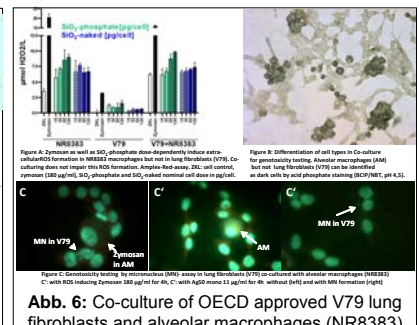 SiO₂-phosphate[pg/cell]
SiO₂-naked [pg/cell]
µmol H2O2/L
NR8383
V79
V79+NR8383
Figure A: Zymosan as well as SiO₂-phosphate dose-dependently induce extra-
cellularROS formation in NR8383 macrophages but not in lung fibroblasts (V79). Co-
culturing does not impair this ROS formation. Amplex-Red-assay. ZKL: cell control,
zymosan (180 µg/ml), SiO₂-phosphate and SiO₂-naked nominal cell dose in pg/cell.
Figure B: Differentiation of cell types in Co-culture
for genotoxicity testing. Alveolar macrophages (AM)
but not lung fibroblasts (V79) can be identified
as dark cells by acid phosphate staining (BCIP/NBT, pH 4,5).
C
MN in V79
Zymosan
in AM
C'
AM
C'
MN in V79
Figure C: Genotoxicity testing by micronucleus (MN)- assay in lung fibroblasts (V79) co-cultured with alveolar macrophages (NR8383)
C': with ROS inducing Zymosan 180 µg/ml for 4h, C': with Ag50 mono 11 µg/ml for 4h without (left) and with MN formation (right)
Abb. 6: Co-culture of OECD approved V79 lung
fibroblasts and alveolar macrophages (NR8383)